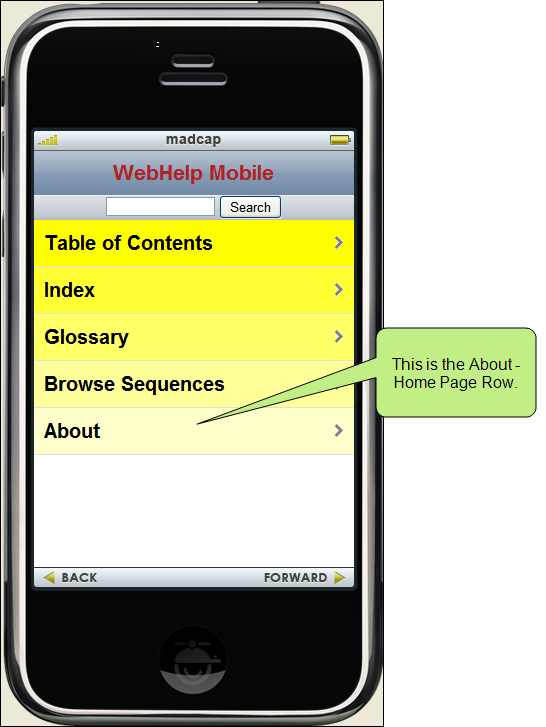 madcap
WebHelp Mobile
Search
Table of Contents
Index
Glossary
Browse Sequences
About
This is the About -
Home Page Row.
BACK FORWARD